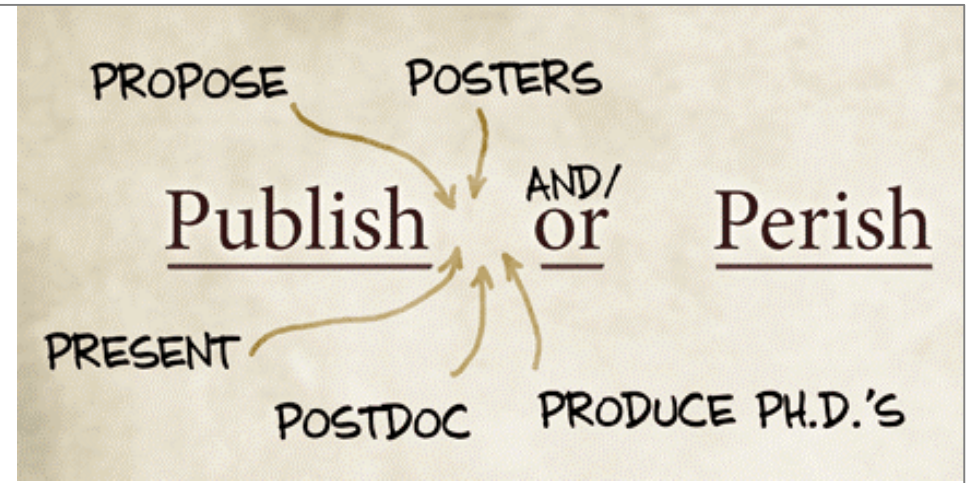 PROPOSE POSTERS
AND/
Publish or Perish
PRESENT
POSTDOC PRODUCE PH.D.'S